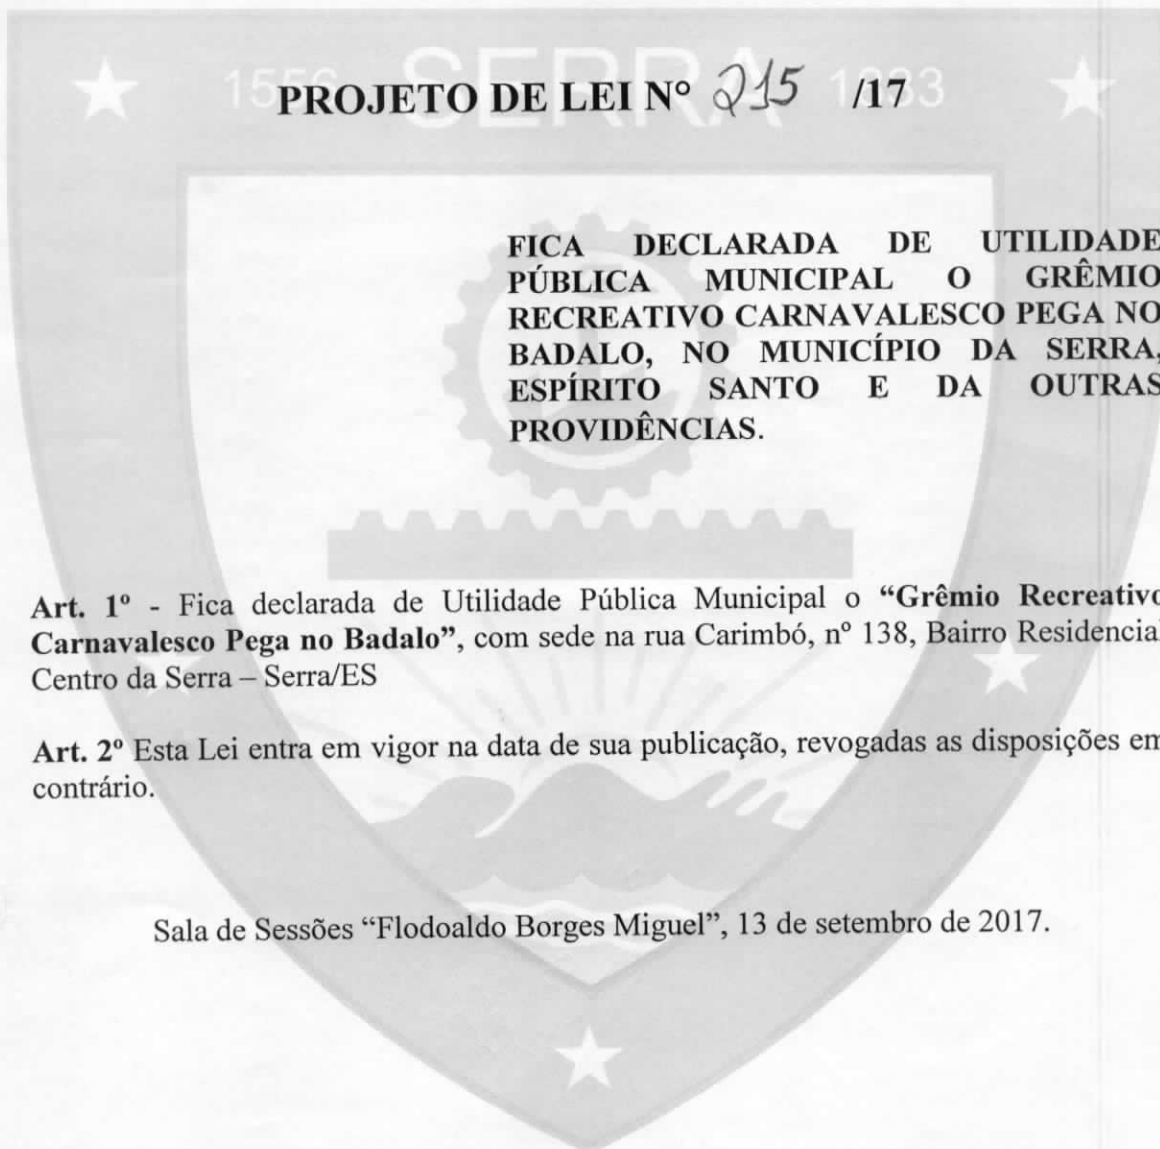 1556 SERRA 1833
PROJETO DE LEI N° 215 /17
FICA DECLARADA DE UTILIDADE
PÚBLICA MUNICIPAL O GRÊMIO
RECREATIVO CARNAVALESCO PEGA NO
BADALO, NO MUNICÍPIO DA SERRA,
ESPÍRITO SANTO E DA OUTRAS
PROVIDÊNCIAS.
Art. 1º - Fica declarada de Utilidade Pública Municipal o “Grêmio Recreativo
Carnavalesco Pega no Badalo”, com sede na rua Carimbó, nº 138, Bairro Residencial
Centro da Serra – Serra/ES
Art. 2º Esta Lei entra em vigor na data de sua publicação, revogadas as disposições em
contrário.
Sala de Sessões “Flodoaldo Borges Miguel”, 13 de setembro de 2017.